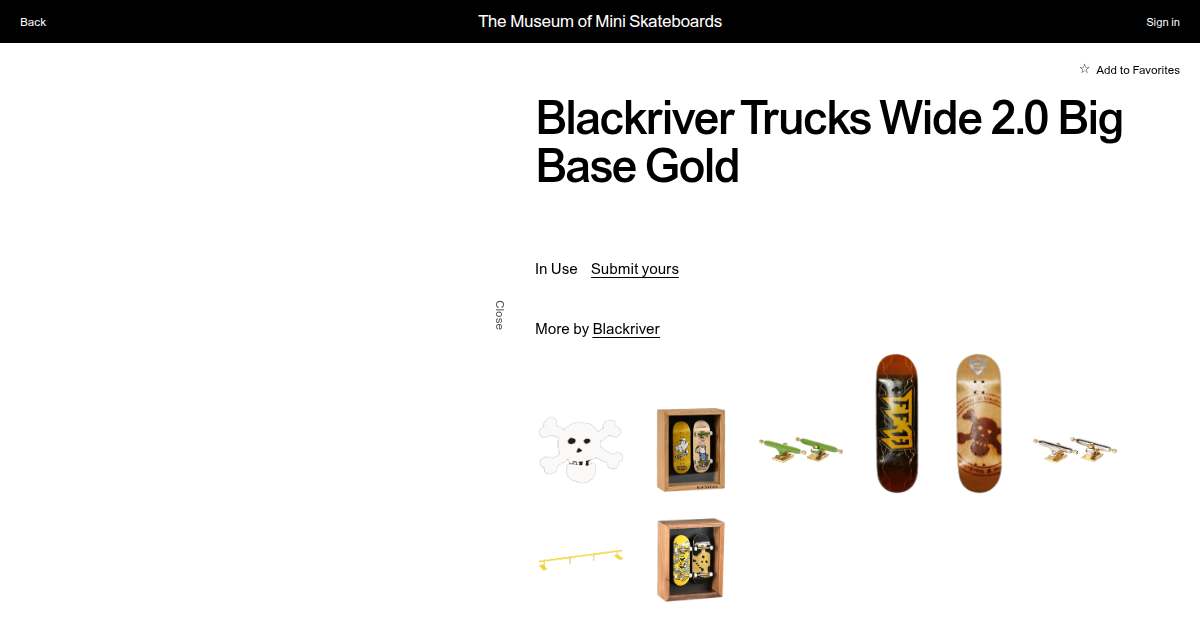 Back
The Museum of Mini Skateboards
Sign in
☆ Add to Favorites
Blackriver Trucks Wide 2.0 Big
Base Gold
In Use Submit yours
Close
More by Blackriver